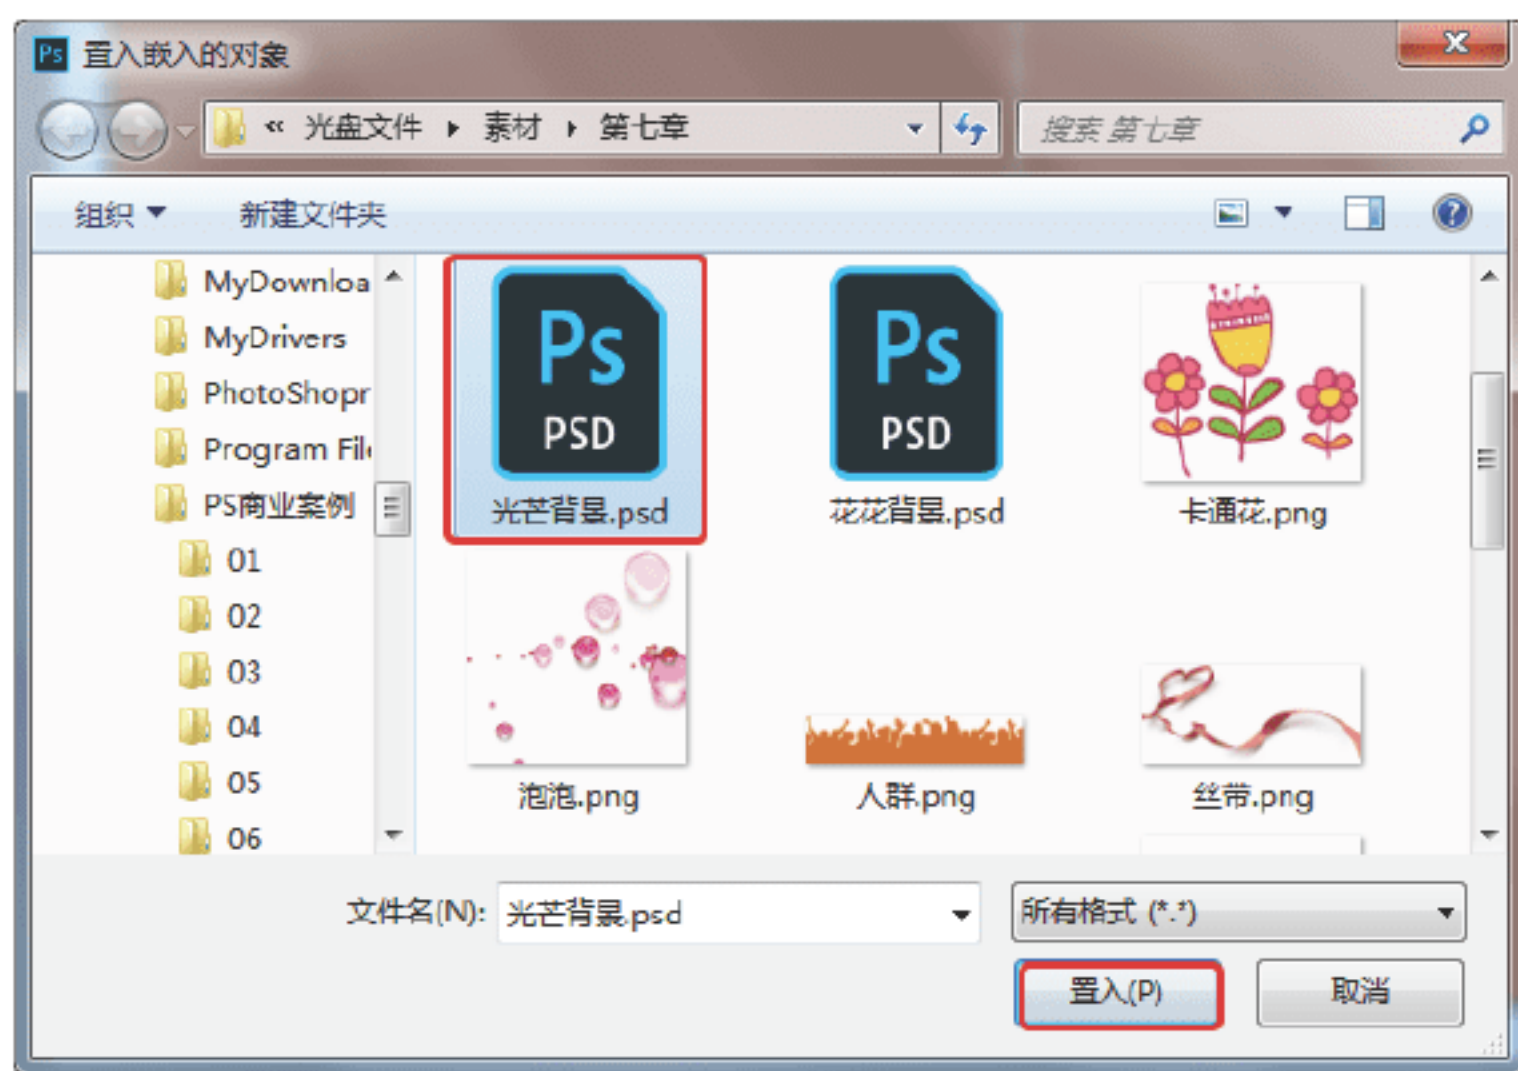 Ps 置入嵌入的对象
« 光盘文件 ▸ 素材 ▸ 第七章
搜索 第七章
组织 新建文件夹
MyDownloa
MyDrivers
PhotoShopr
Program File
PS商业案例
01
02
03
04
05
06
Ps
PSD
光芒背景.psd
Ps
PSD
花花背景.psd
卡通花.png
泡泡.png
人群.png
丝带.png
文件名(N): 光芒背景.psd
所有格式 (*.*)
置入(P) 取消